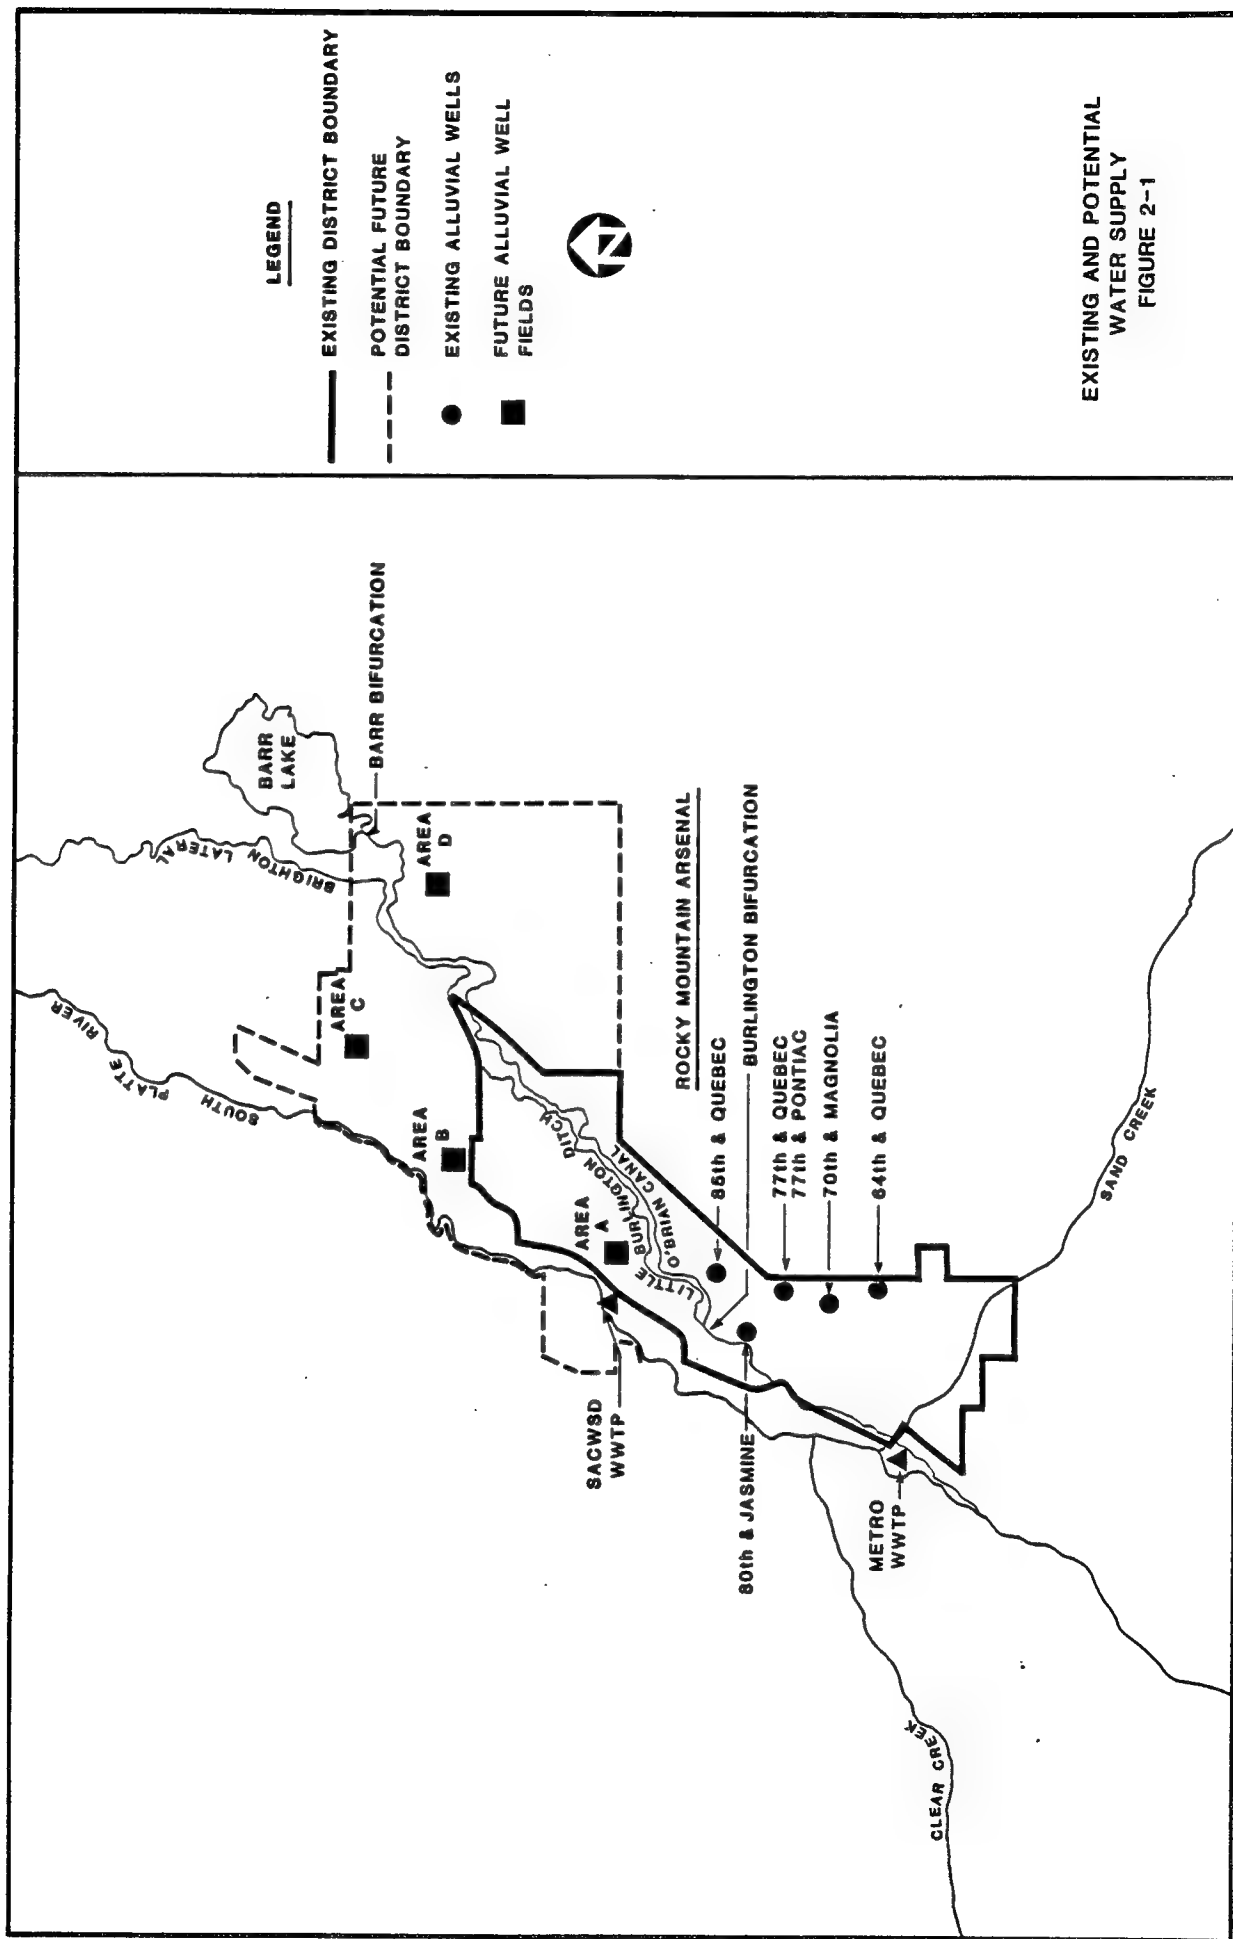 LEGEND
EXISTING DISTRICT BOUNDARY
POTENTIAL FUTURE
DISTRICT BOUNDARY
EXISTING ALLUVIAL WELLS
FUTURE ALLUVIAL WELL
FIELDS
N
EXISTING AND POTENTIAL
WATER SUPPLY
FIGURE 2-1
SOUTH PLATTE RIVER
BRIGHTON LATERAL
BARR
LAKE
BARR BIFURCATION
AREA
C
AREA
D
AREA
B
AREA
A
SACWSD
WWTP
LITTLE BURLINGTON DITCH
O'BRIAN CANAL
ROCKY MOUNTAIN ARSENAL
85th & QUEBEC
BURLINGTON BIFURCATION
77th & QUEBEC
77th & PONTIAC
70th & MAGNOLIA
64th & QUEBEC
80th & JASMINE
METRO
WWTP
SAND CREEK
CLEAR CREEK